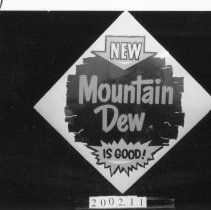 NEW
Mountain
Dew
IS GOOD!
2002.11